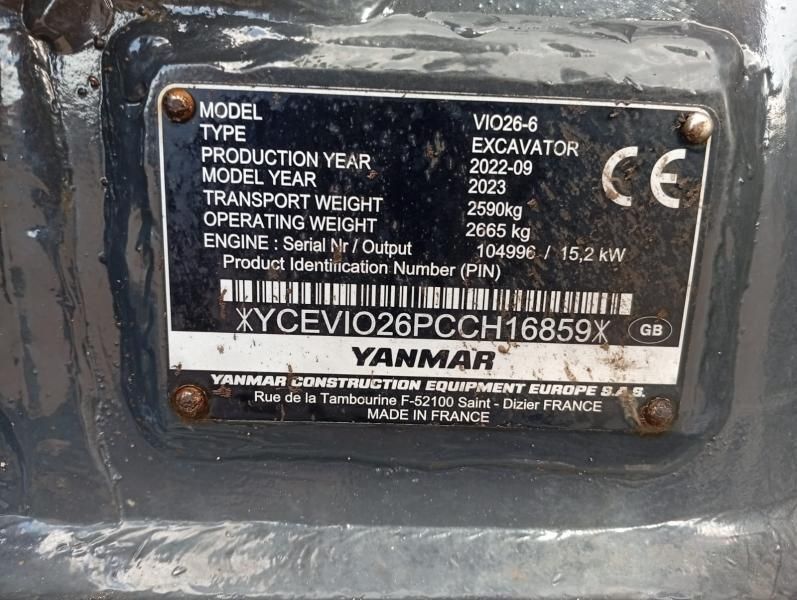 MODEL VIO26-6
TYPE EXCAVATOR
PRODUCTION YEAR 2022-09
MODEL YEAR 2023
TRANSPORT WEIGHT 2590kg
OPERATING WEIGHT 2665 kg
ENGINE : Serial Nr / Output 104996 / 15,2 kW
Product Identification Number (PIN)
CE
*YCEVIO26PCCH16859*
GB
YANMAR
YANMAR CONSTRUCTION EQUIPMENT EUROPE S.A.S.
Rue de la Tambourine F-52100 Saint - Dizier FRANCE
MADE IN FRANCE